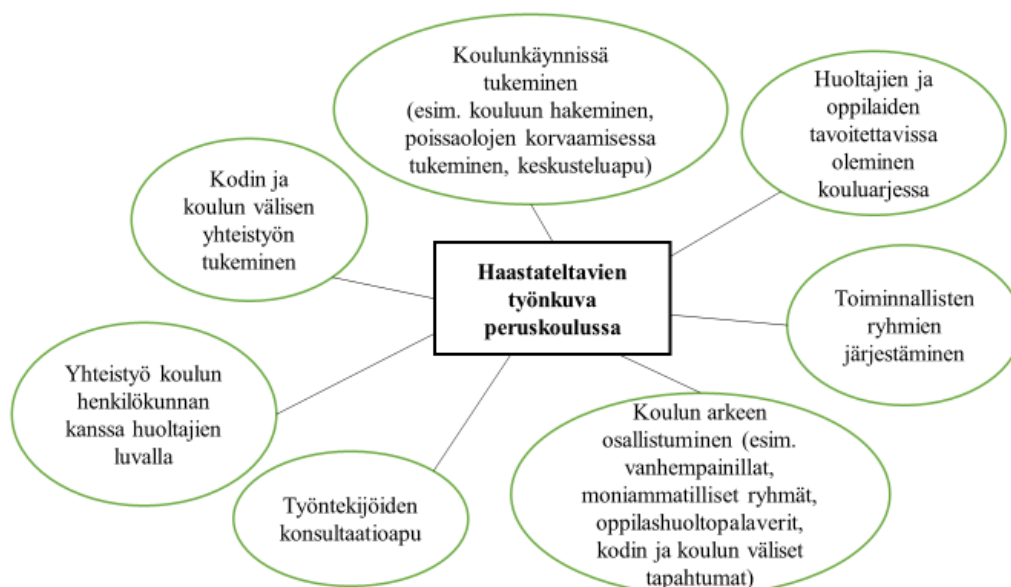 Koulunkäynnissä
tukeminen
(esim. kouluun hakeminen,
poissaolojen korvaamisessa
tukeminen, keskusteluapu)
Huoltajien ja
oppilaiden
tavoitettavissa
oleminen
kouluarjessa
Kodin ja
koulun välisen
yhteistyön
tukeminen
Haastateltavien
työnkuva
peruskoulussa
Toiminnallisten
ryhmien
järjestäminen
Yhteistyö koulun
henkilökunnan
kanssa huoltajien
luvalla
Työntekijöiden
konsultaatioapu
Koulun arkeen
osallistuminen (esim.
vanhempainillat,
moniammatilliset ryhmät,
oppilashuoltopalaverit,
kodin ja koulun väliset
tapahtumat)